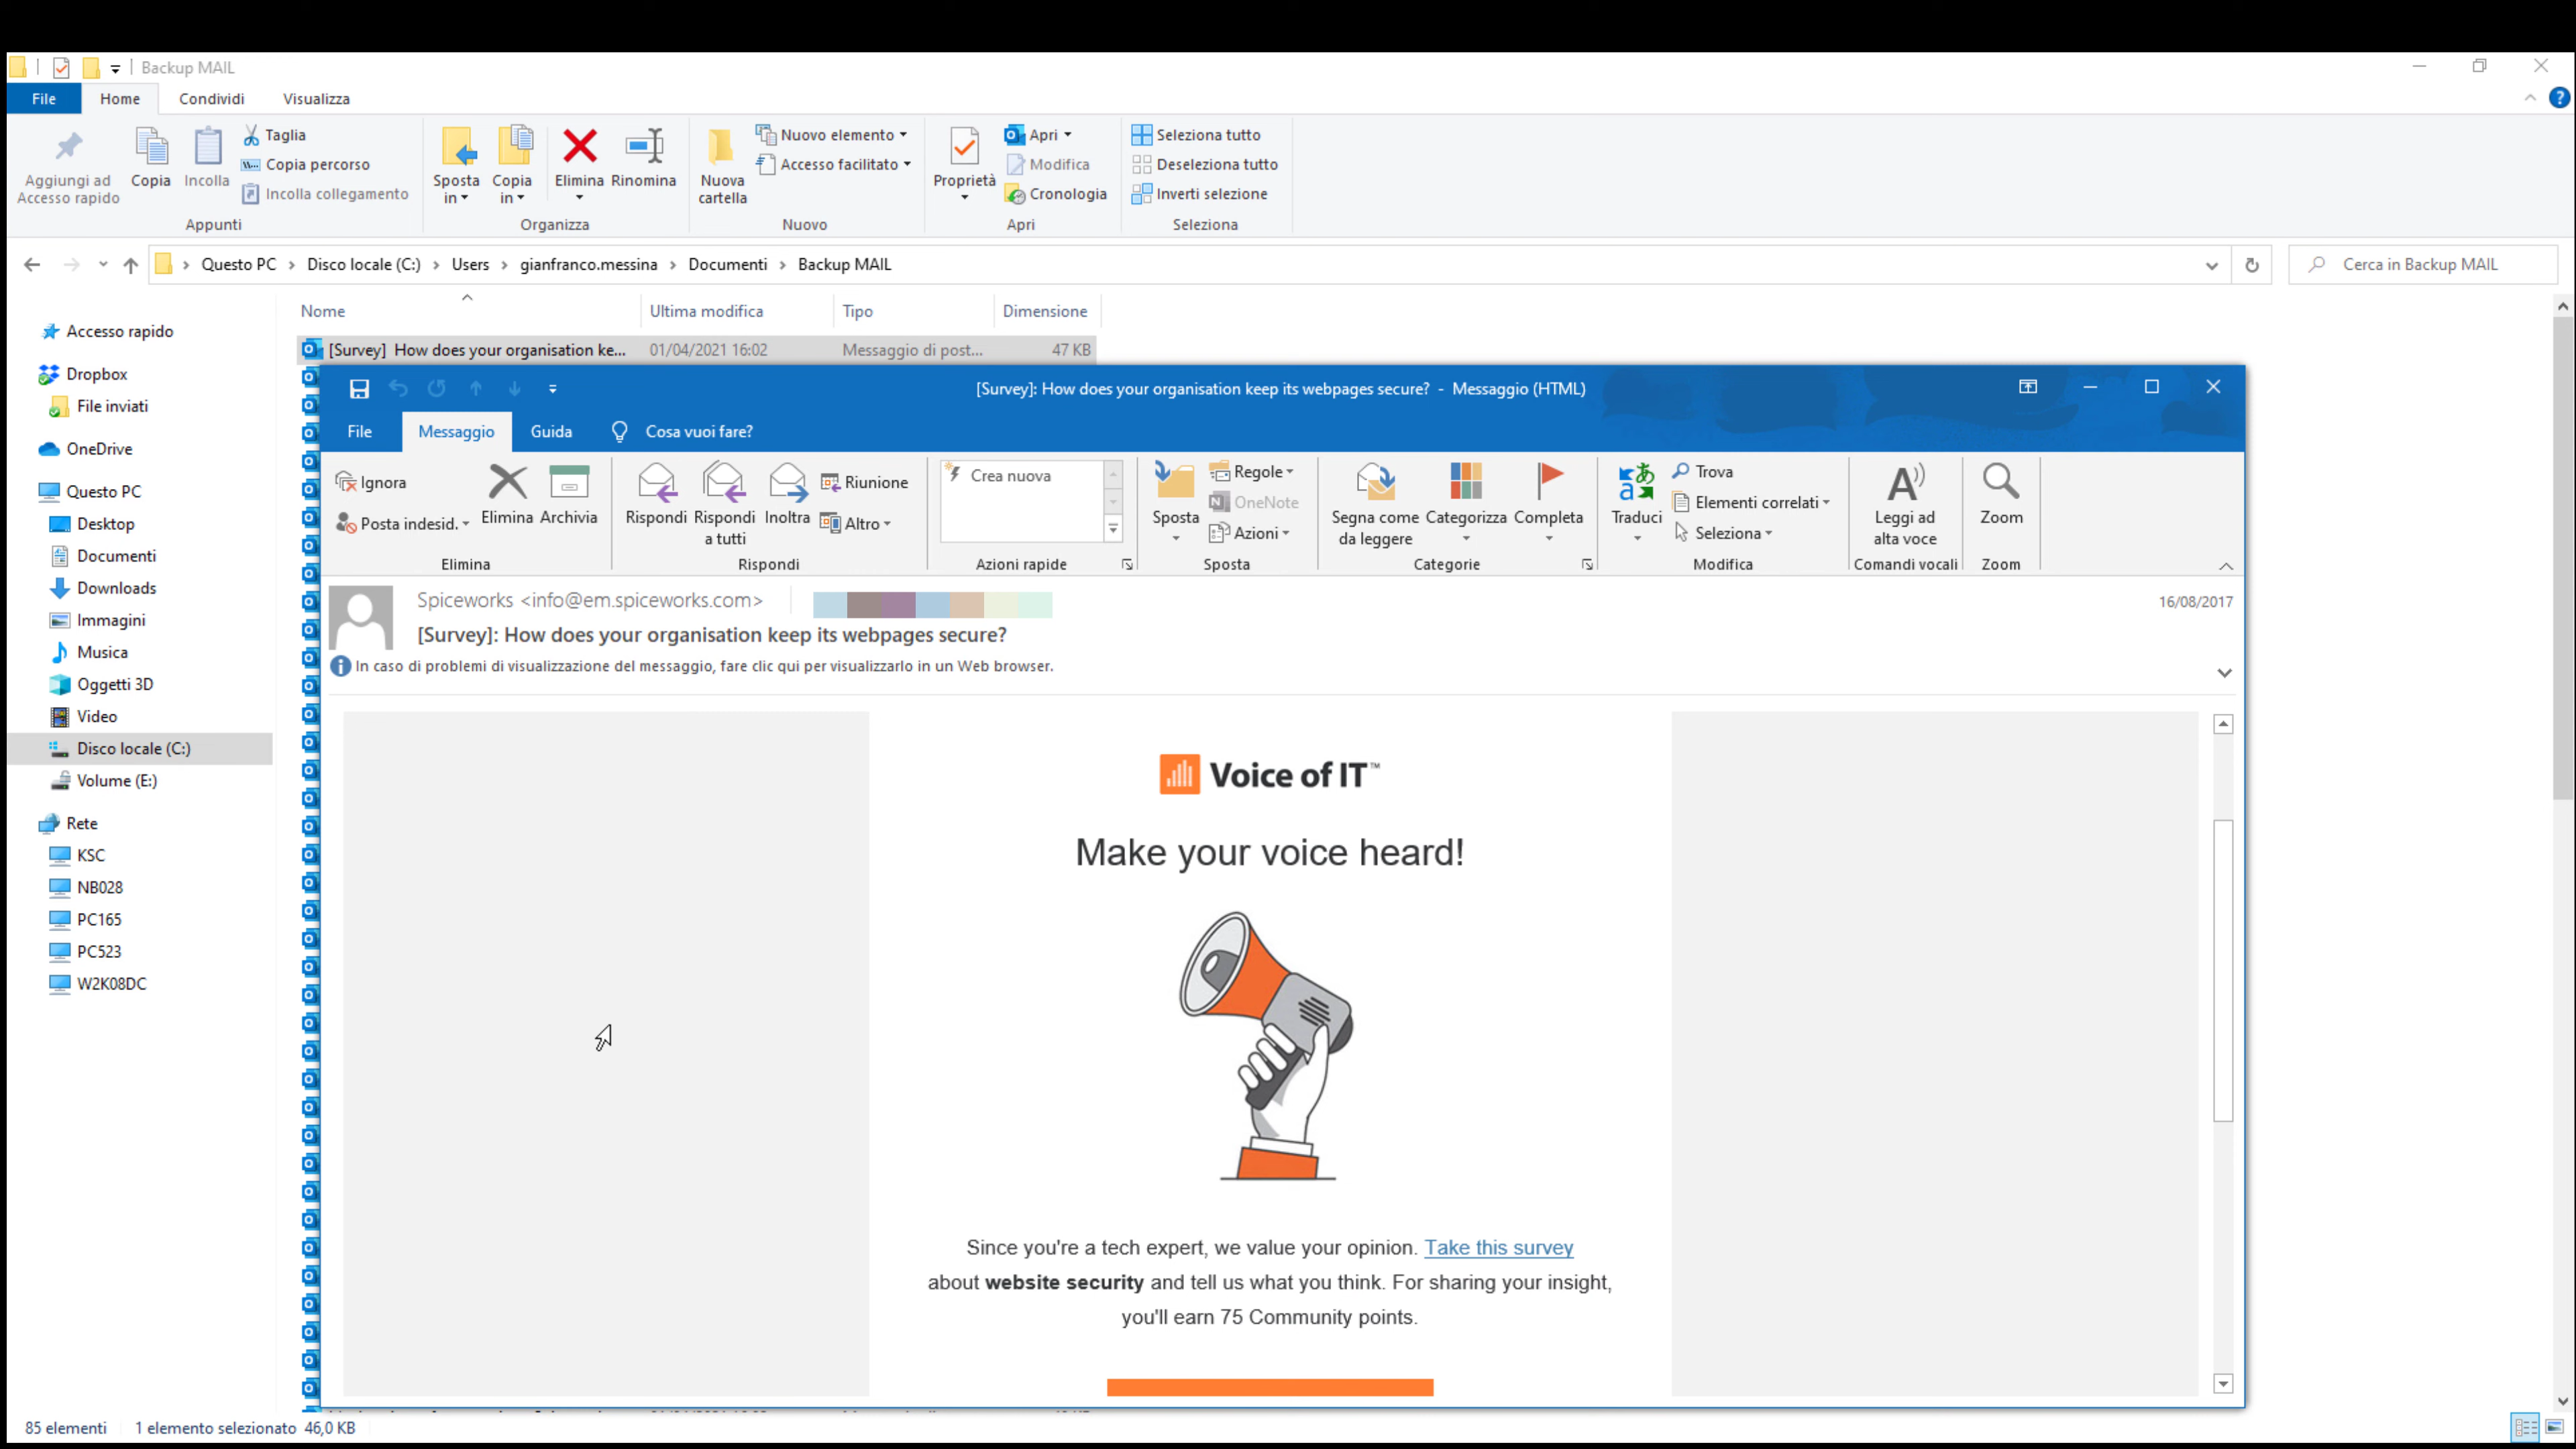 Backup MAIL
File Home Condividi Visualizza
Aggiungi ad Accesso rapido
Copia
Incolla
Taglia
Copia percorso
Incolla collegamento
Appunti
Sposta in
Copia in
Elimina
Rinomina
Organizza
Nuova cartella
Nuovo elemento
Accesso facilitato
Nuovo
Proprietà
Apri
Modifica
Cronologia
Apri
Seleziona tutto
Deseleziona tutto
Inverti selezione
Seleziona
Questo PC > Disco locale (C:) > Users > gianfranco.messina > Documenti > Backup MAIL
Cerca in Backup MAIL
Nome Ultima modifica Tipo Dimensione
[Survey] How does your organisation ke... 01/04/2021 16:02 Messaggio di post... 47 KB
Accesso rapido
Dropbox
File inviati
OneDrive
Questo PC
Desktop
Documenti
Downloads
Immagini
Musica
Oggetti 3D
Video
Disco locale (C:)
Volume (E:)
Rete
KSC
NB028
PC165
PC523
W2K08DC
[Survey]: How does your organisation keep its webpages secure? - Messaggio (HTML)
File Messaggio Guida Cosa vuoi fare?
Ignora
Posta indesid.
Elimina
Archivia
Elimina
Rispondi
Rispondi a tutti
Inoltra
Riunione
Altro
Rispondi
Crea nuova
Azioni rapide
Sposta
Regole
OneNote
Azioni
Sposta
Segna come da leggere
Categorizza
Completa
Categorie
Traduci
Trova
Elementi correlati
Seleziona
Modifica
Leggi ad alta voce
Comandi vocali
Zoom
Zoom
Spiceworks <info@em.spiceworks.com>
16/08/2017
[Survey]: How does your organisation keep its webpages secure?
In caso di problemi di visualizzazione del messaggio, fare clic qui per visualizzarlo in un Web browser.
Voice of IT™
Make your voice heard!
Since you're a tech expert, we value your opinion. Take this survey
about website security and tell us what you think. For sharing your insight,
you'll earn 75 Community points.
85 elementi 1 elemento selezionato 46,0 KB